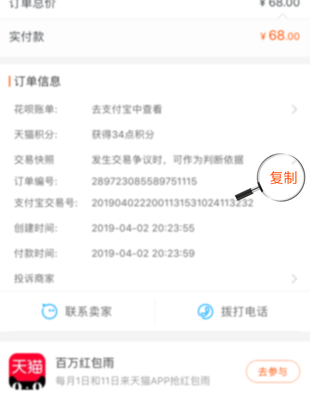 订单总价 ¥ 68.00
实付款 ¥ 68.00
订单信息
花呗账单: 去支付宝中查看
天猫积分: 获得34点积分
交易快照 发生交易争议时，可作为判断依据
订单编号: 289723085589751115
复制
支付宝交易号: 2019040222001131531024113232
创建时间: 2019-04-02 20:23:55
付款时间: 2019-04-02 20:23:59
投诉商家
联系卖家 拨打电话
天猫 百万红包雨
每月1日和11日来天猫APP抢红包雨 去参与